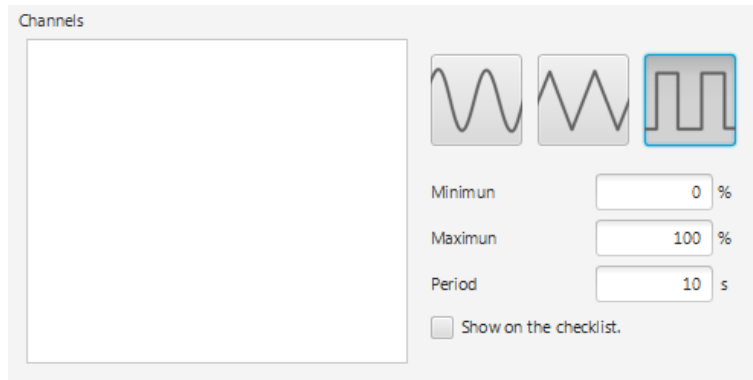 Channels
Minimun 0 %
Maximun 100 %
Period 10 s
Show on the checklist.